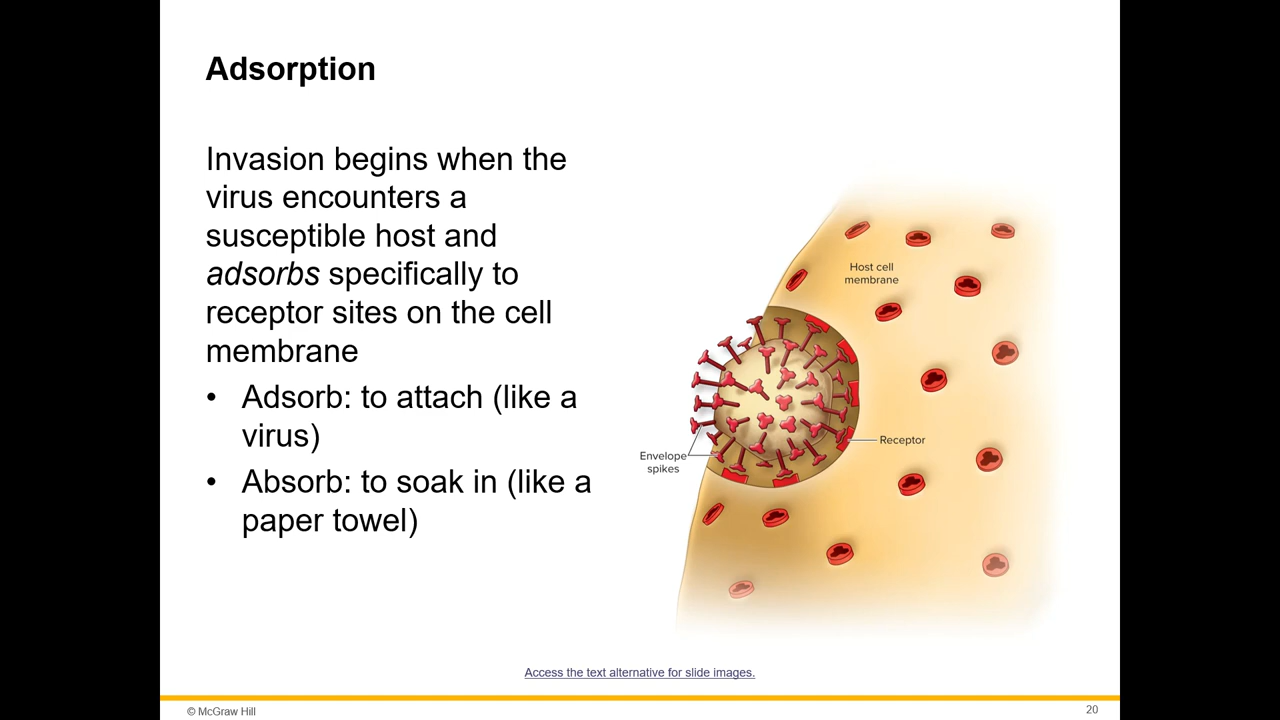 Adsorption
Invasion begins when the
virus encounters a
susceptible host and
adsorbs specifically to
receptor sites on the cell
membrane
• Adsorb: to attach (like a
virus)
• Absorb: to soak in (like a
paper towel)
Host cell
membrane
Receptor
Envelope
spikes
Access the text alternative for slide images.
© McGraw Hill
20